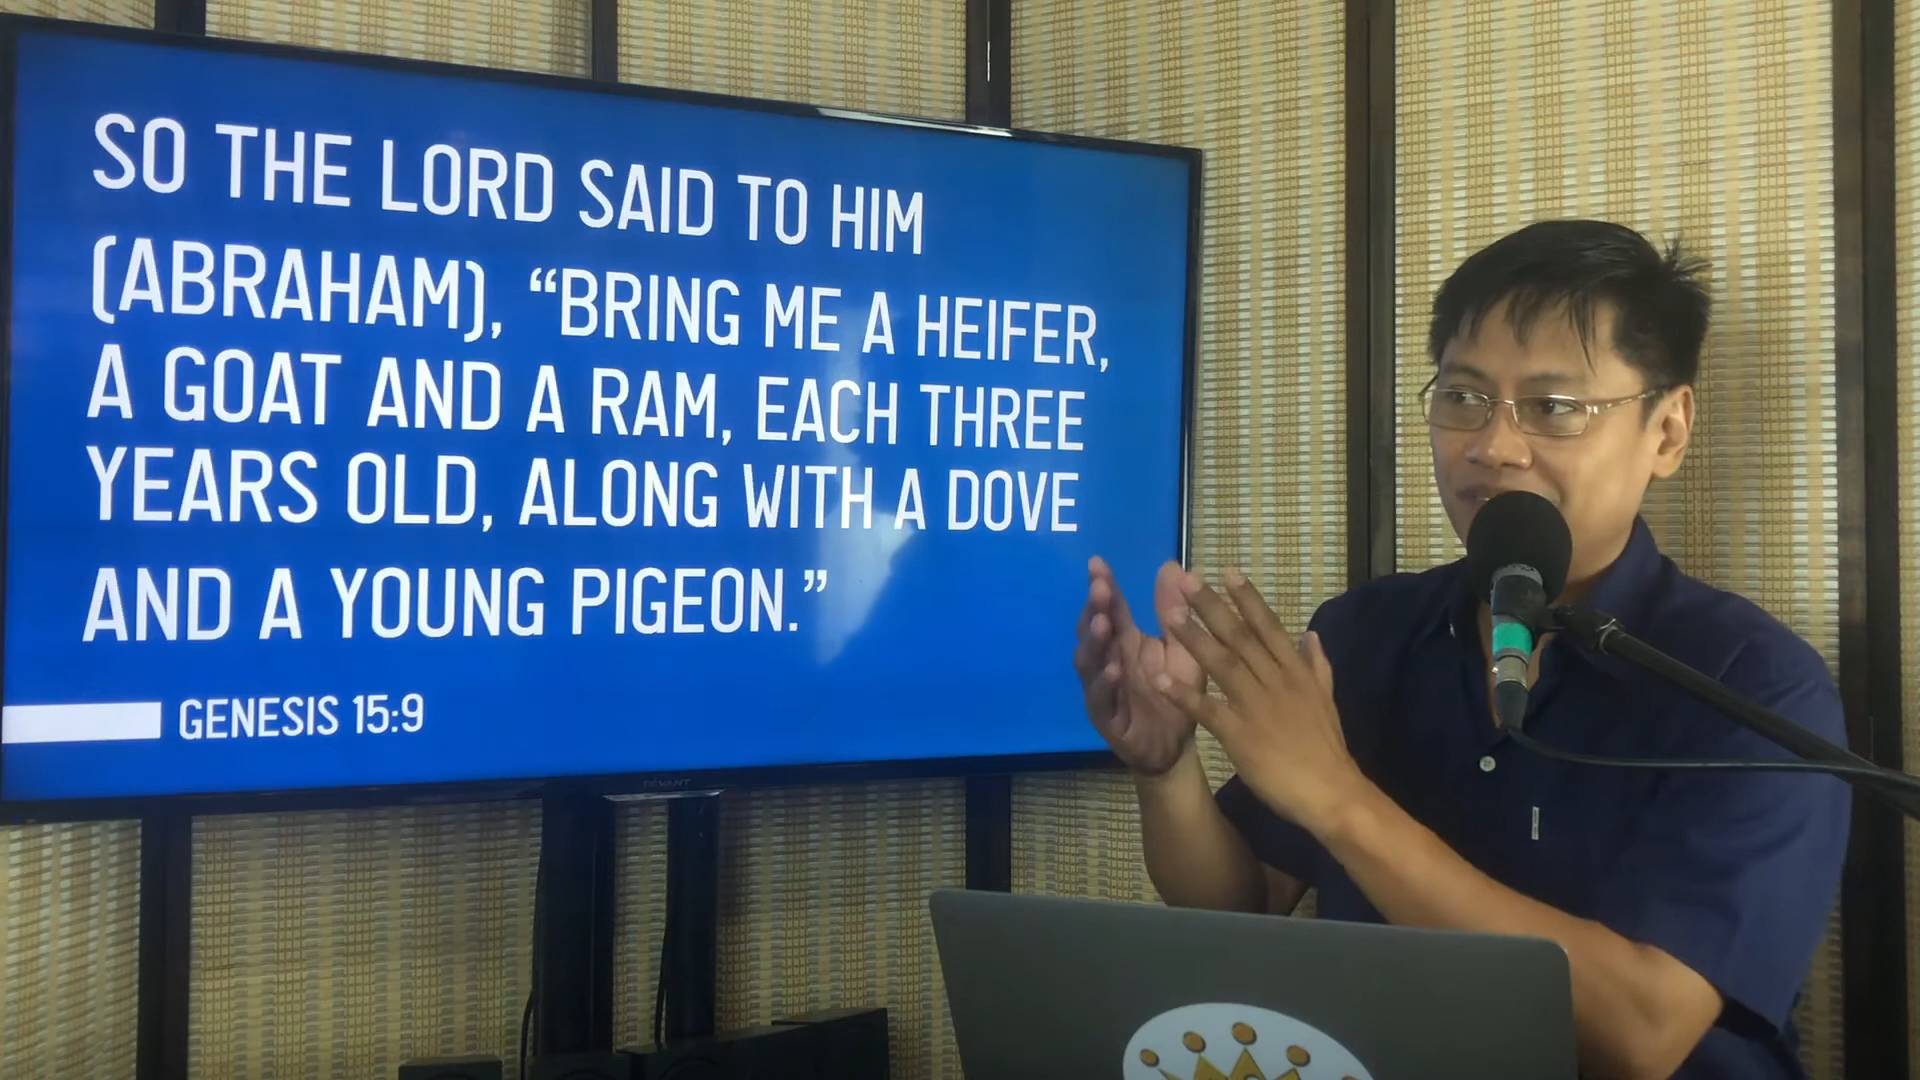 SO THE LORD SAID TO HIM
(ABRAHAM), “BRING ME A HEIFER,
A GOAT AND A RAM, EACH THREE
YEARS OLD, ALONG WITH A DOVE
AND A YOUNG PIGEON.”
GENESIS 15:9
DEVANT